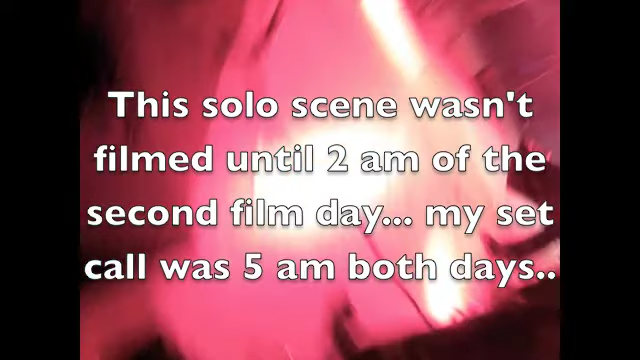 This solo scene wasn't
filmed until 2 am of the
second film day... my set
call was 5 am both days..